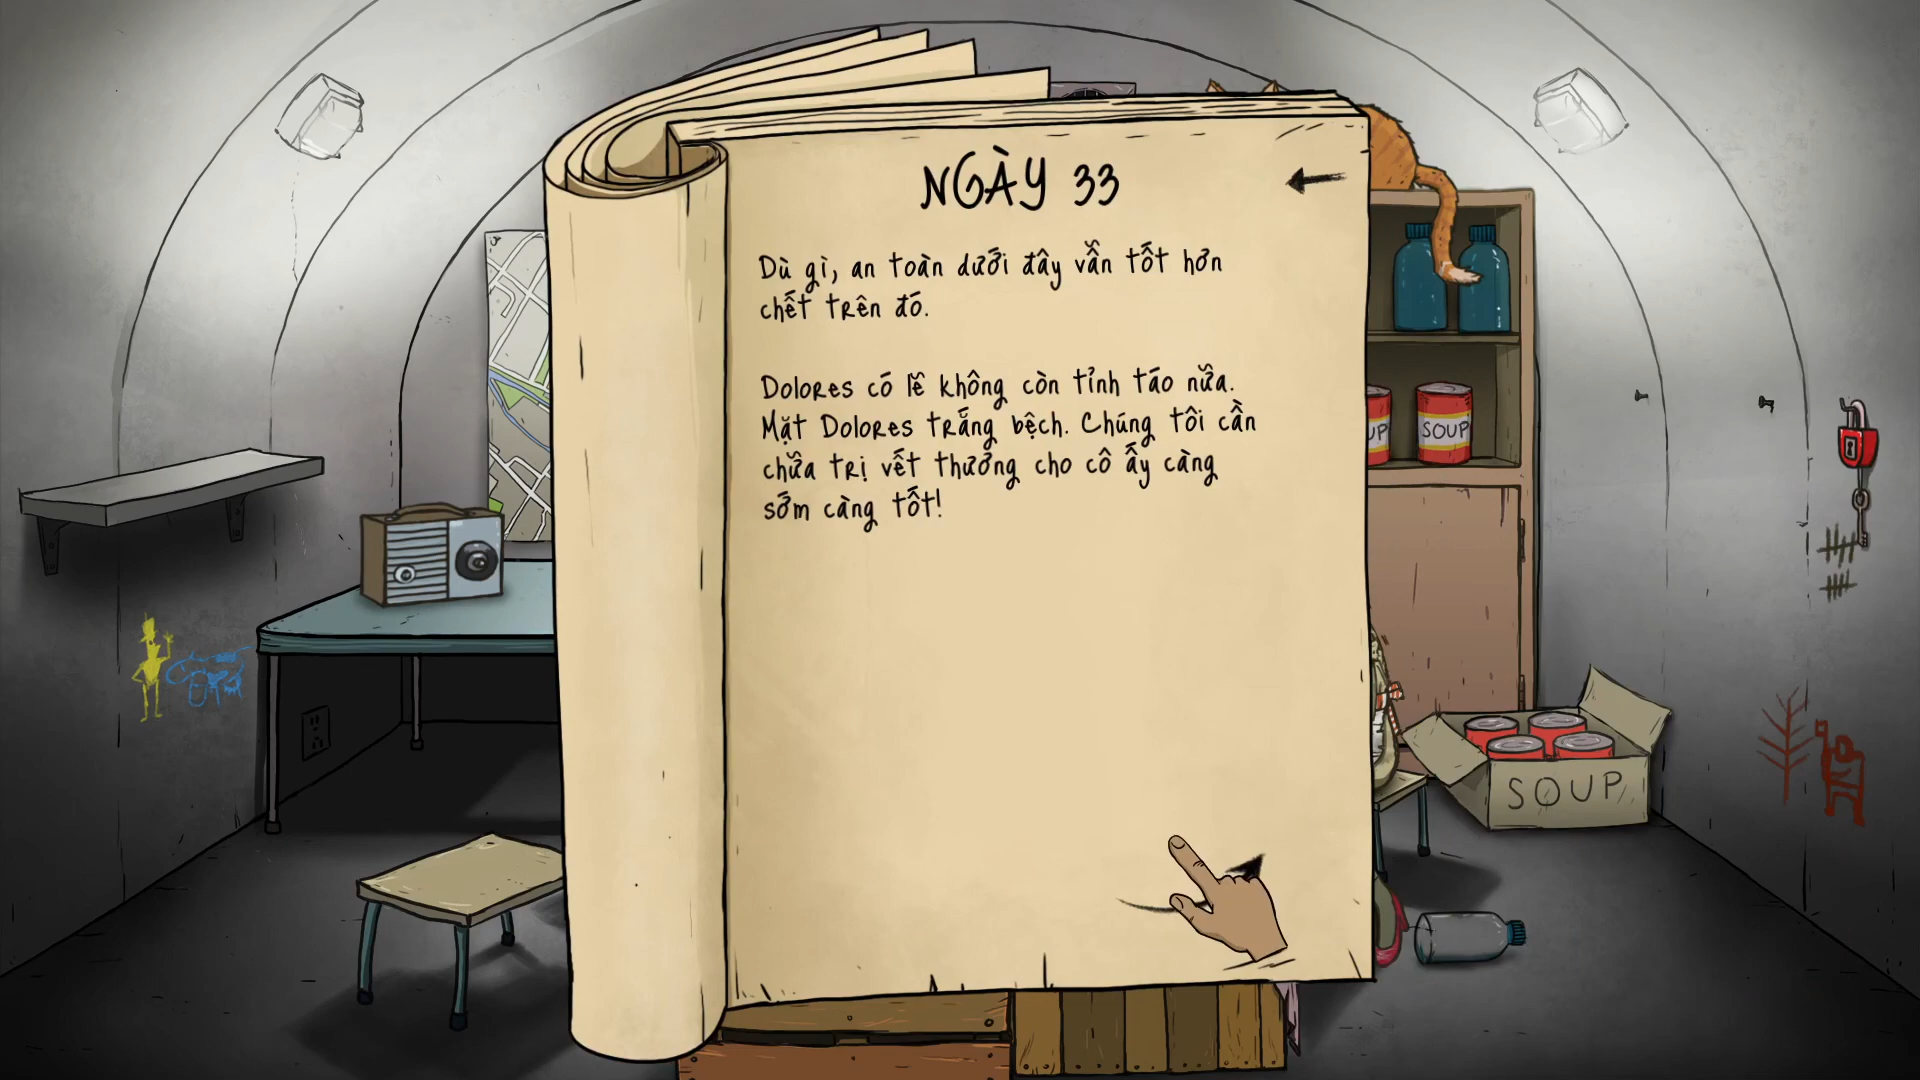 NGÀY 33
Dù gì, an toàn dưới đây vẫn tốt hơn
chết trên đó.
Dolores có lẽ không còn tỉnh táo nữa.
Mặt Dolores trắng bệch. Chúng tôi cần
chữa trị vết thương cho cô ấy càng
sớm càng tốt!
UP
SOUP
SOUP